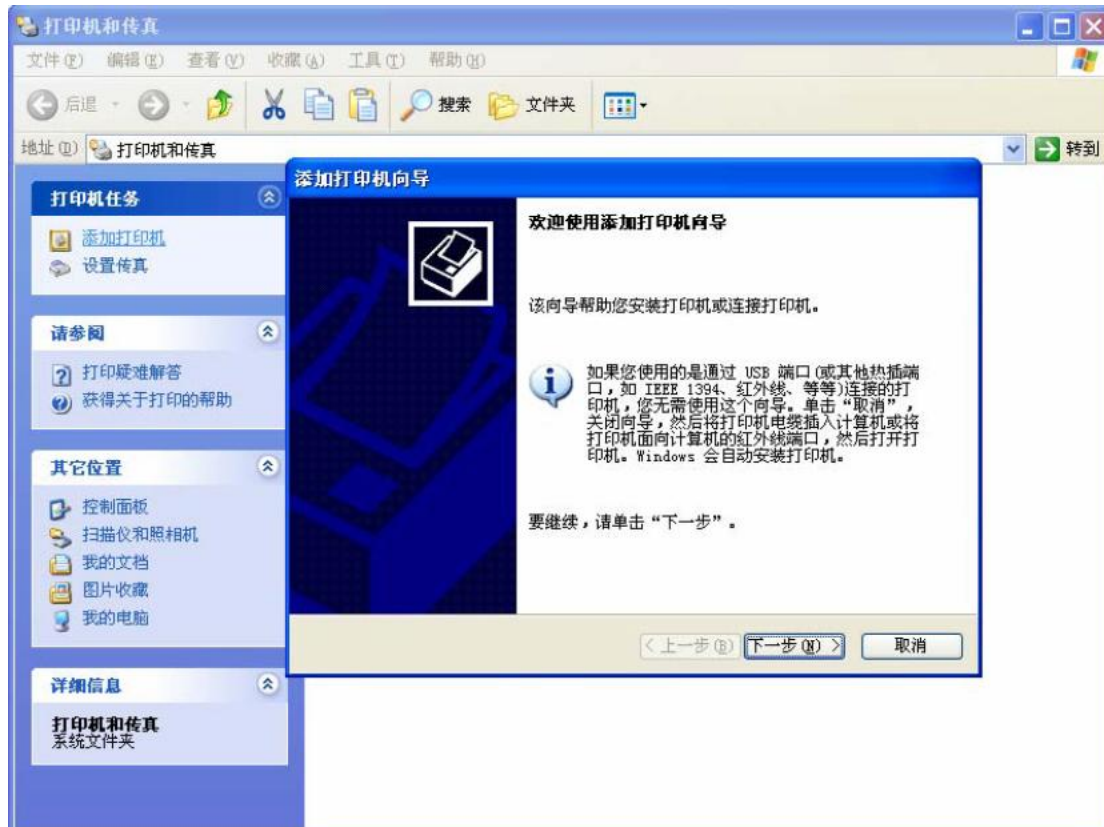 打印机和传真
文件(F) 编辑(E) 查看(V) 收藏(A) 工具(T) 帮助(H)
后退 搜索 文件夹
地址(D) 打印机和传真 转到
打印机任务
添加打印机
设置传真
请参阅
打印疑难解答
获得关于打印的帮助
其它位置
控制面板
扫描仪和照相机
我的文档
图片收藏
我的电脑
详细信息
打印机和传真
系统文件夹
添加打印机向导
欢迎使用添加打印机向导
该向导帮助您安装打印机或连接打印机。
如果您使用的是通过 USB 端口(或其他热插端
口，如 IEEE 1394、红外线、等等)连接的打
印机，您无需使用这个向导。单击“取消”，
关闭向导，然后将打印机电缆插入计算机或将
打印机面向计算机的红外线端口，然后打开打
印机。Windows 会自动安装打印机。
要继续，请单击“下一步”。
<上一步(B) 下一步(N)> 取消